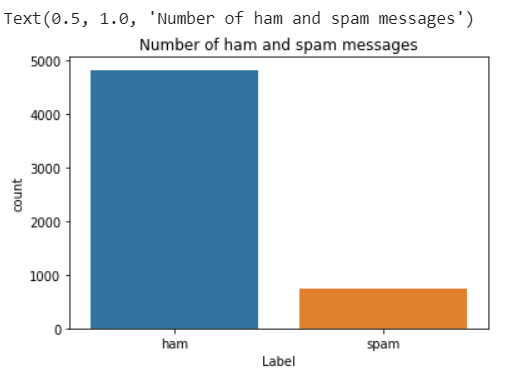 Text(0.5, 1.0, 'Number of ham and spam messages')
Number of ham and spam messages
5000
4000
3000
2000
1000
0
count
ham spam
Label